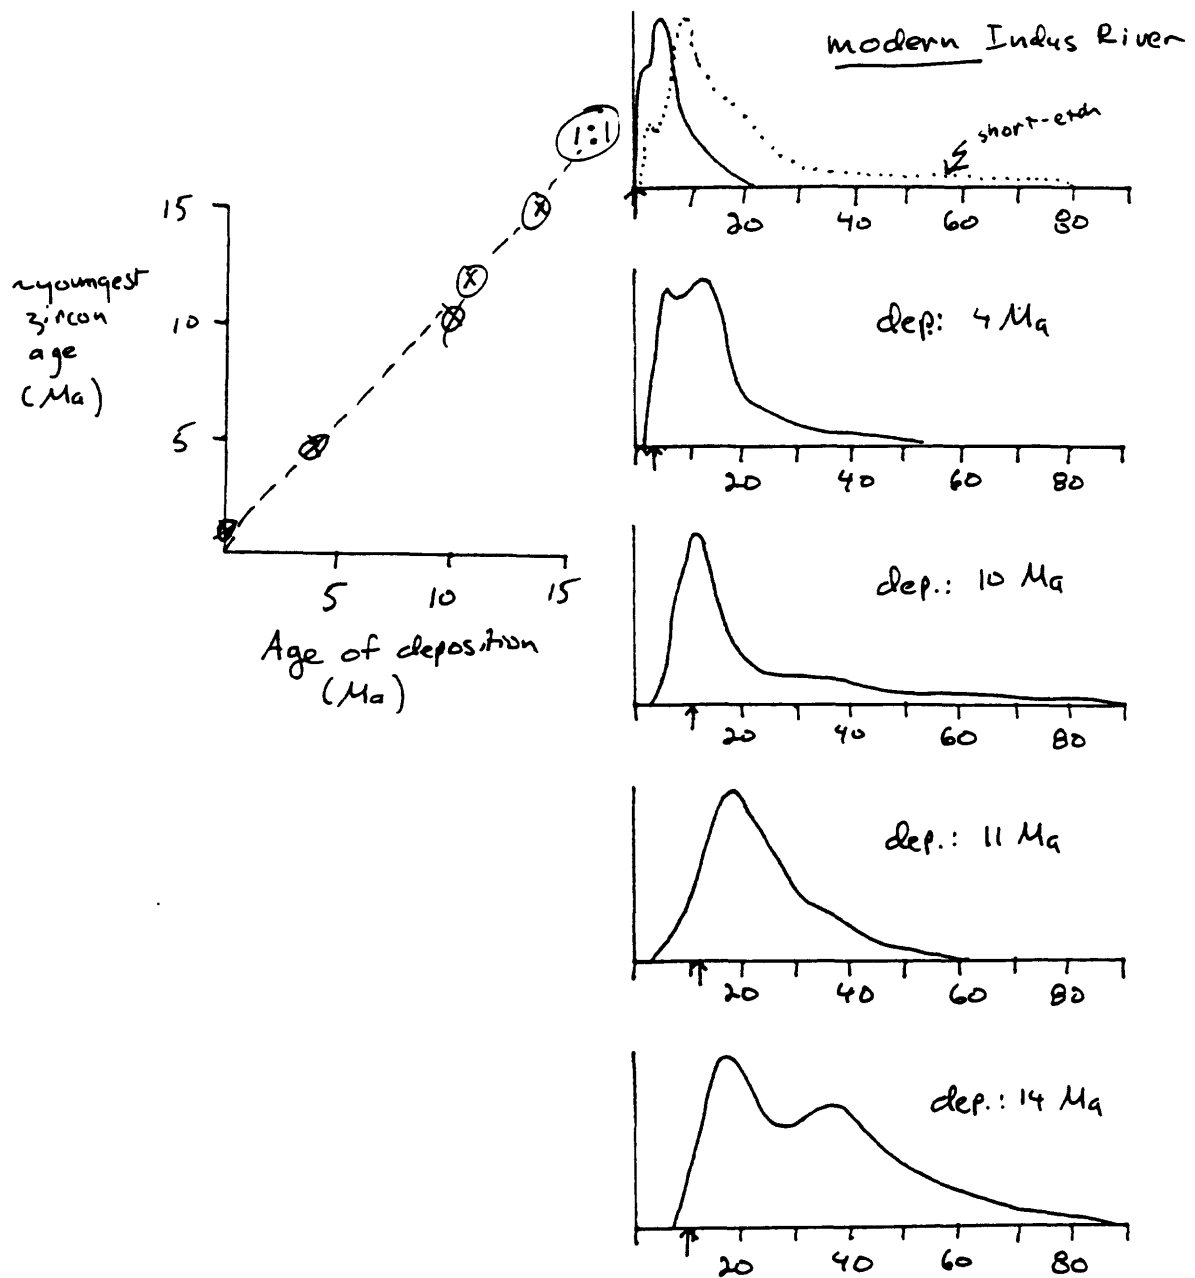 modern Indus River
short-etch
20 40 60 80
1:1
15
10
5
~youngest
zircon
age
(Ma)
5 10 15
Age of deposition
(Ma)
dep.: 4 Ma
20 40 60 80
dep.: 10 Ma
20 40 60 80
dep.: 11 Ma
20 40 60 80
dep.: 14 Ma
20 40 60 80